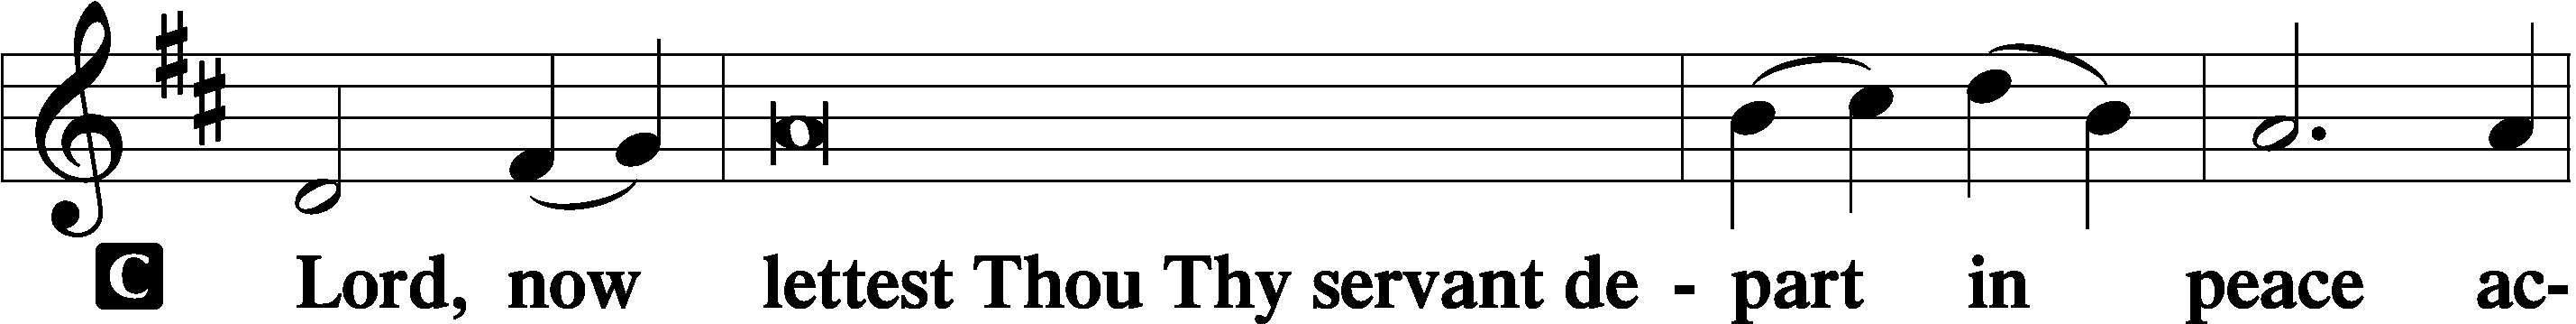 C Lord, now lettest Thou Thy servant de - part in peace ac-